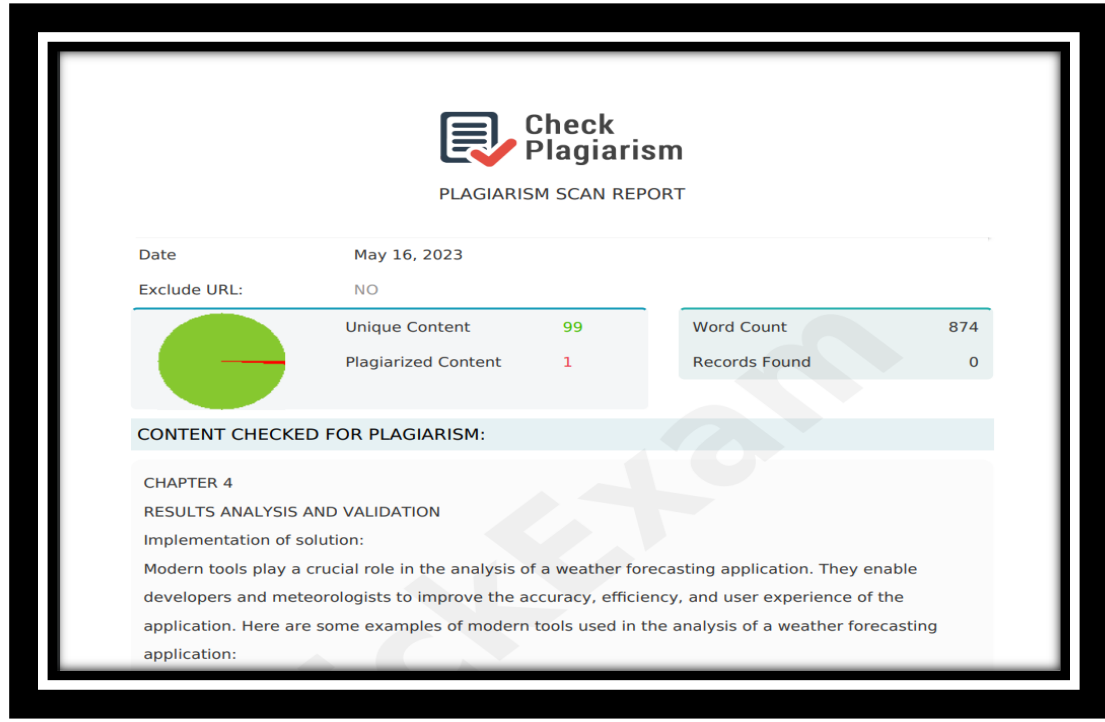 Check
Plagiarism
PLAGIARISM SCAN REPORT
Date May 16, 2023
Exclude URL: NO
Unique Content 99
Plagiarized Content 1
Word Count 874
Records Found 0
CONTENT CHECKED FOR PLAGIARISM:
CHAPTER 4
RESULTS ANALYSIS AND VALIDATION
Implementation of solution:
Modern tools play a crucial role in the analysis of a weather forecasting application. They enable
developers and meteorologists to improve the accuracy, efficiency, and user experience of the
application. Here are some examples of modern tools used in the analysis of a weather forecasting
application: